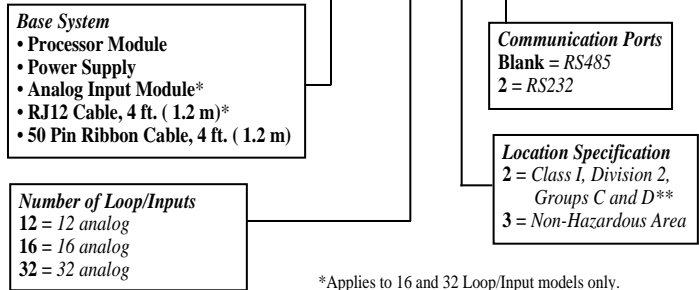 Base System
• Processor Module
• Power Supply
• Analog Input Module*
• RJ12 Cable, 4 ft. ( 1.2 m)*
• 50 Pin Ribbon Cable, 4 ft. ( 1.2 m)
Communication Ports
Blank = RS485
2 = RS232
Location Specification
2 = Class I, Division 2,
Groups C and D**
3 = Non-Hazardous Area
Number of Loop/Inputs
12 = 12 analog
16 = 16 analog
32 = 32 analog
*Applies to 16 and 32 Loop/Input models only.